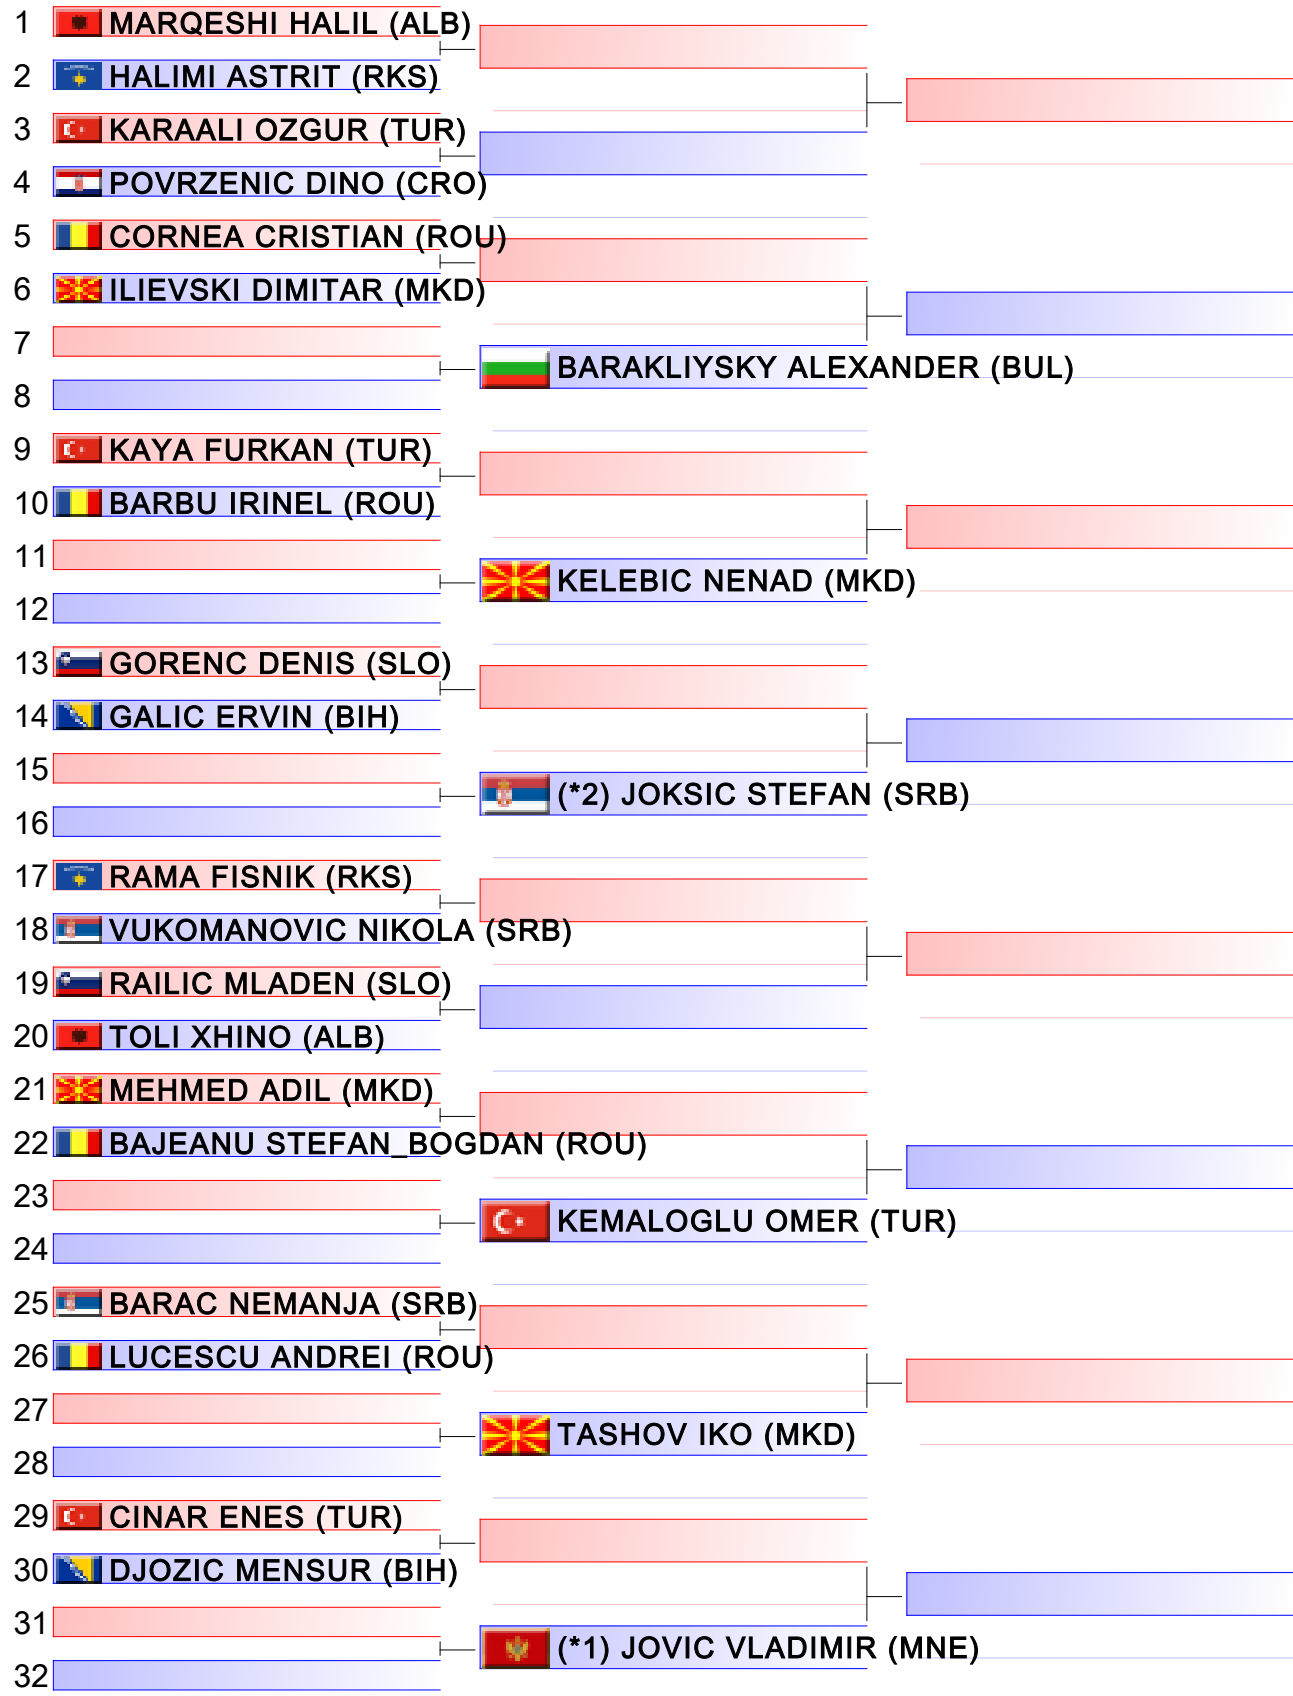 1 MARQESHI HALIL (ALB)
2 HALIMI ASTRIT (RKS)
3 KARAALI OZGUR (TUR)
4 POVRZENIC DINO (CRO)
5 CORNEA CRISTIAN (ROU)
6 ILIEVSKI DIMITAR (MKD)
7
BARAKLIYSKY ALEXANDER (BUL)
8
9 KAYA FURKAN (TUR)
10 BARBU IRINEL (ROU)
11
KELEBIC NENAD (MKD)
12
13 GORENC DENIS (SLO)
14 GALIC ERVIN (BIH)
15
(*2) JOKSIC STEFAN (SRB)
16
17 RAMA FISNIK (RKS)
18 VUKOMANOVIC NIKOLA (SRB)
19 RAILIC MLADEN (SLO)
20 TOLI XHINO (ALB)
21 MEHMED ADIL (MKD)
22 BAJEANU STEFAN_BOGDAN (ROU)
23
KEMALOGLU OMER (TUR)
24
25 BARAC NEMANJA (SRB)
26 LUCESCU ANDREI (ROU)
27
TASHOV IKO (MKD)
28
29 CINAR ENES (TUR)
30 DJOZIC MENSUR (BIH)
31
(*1) JOVIC VLADIMIR (MNE)
32